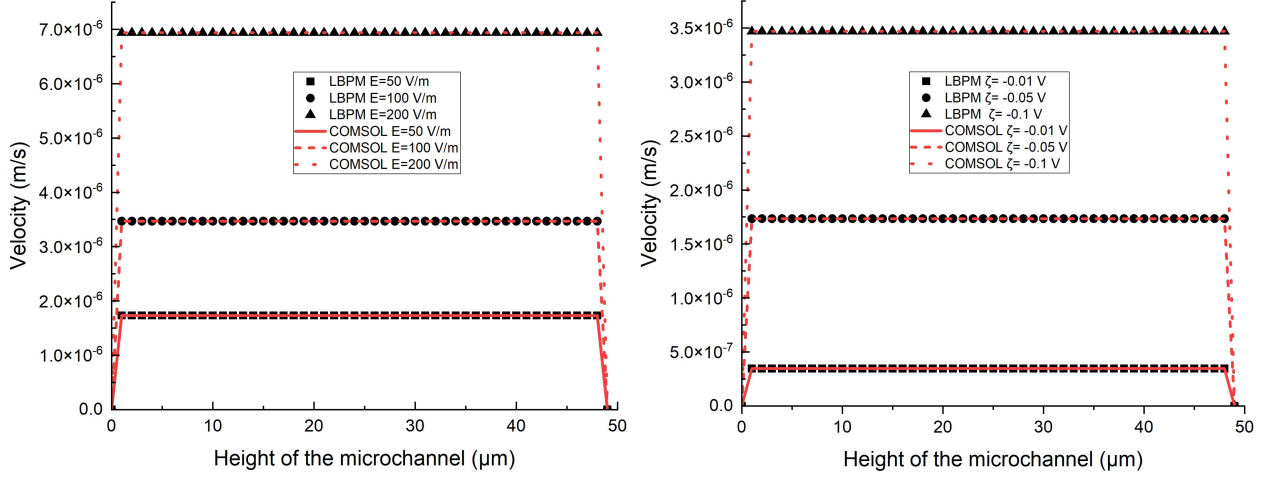 7.0×10⁻⁶
6.0×10⁻⁶
5.0×10⁻⁶
4.0×10⁻⁶
3.0×10⁻⁶
2.0×10⁻⁶
1.0×10⁻⁶
0.0
Velocity (m/s)
LBPM E=50 V/m
LBPM E=100 V/m
LBPM E=200 V/m
COMSOL E=50 V/m
COMSOL E=100 V/m
COMSOL E=200 V/m
0 10 20 30 40 50
Height of the microchannel (μm)
3.5×10⁻⁶
3.0×10⁻⁶
2.5×10⁻⁶
2.0×10⁻⁶
1.5×10⁻⁶
1.0×10⁻⁶
5.0×10⁻⁷
0.0
Velocity (m/s)
LBPM ζ= -0.01 V
LBPM ζ= -0.05 V
LBPM ζ= -0.1 V
COMSOL ζ= -0.01 V
COMSOL ζ= -0.05 V
COMSOL ζ= -0.1 V
0 10 20 30 40 50
Height of the microchannel (μm)